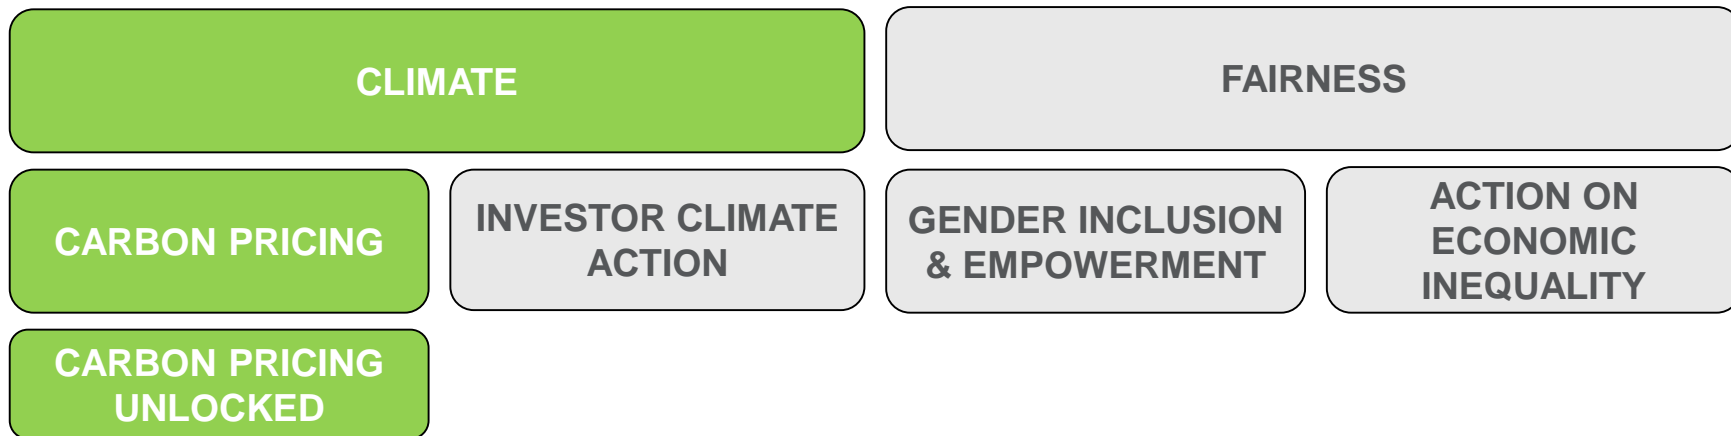 CLIMATE
FAIRNESS
CARBON PRICING
INVESTOR CLIMATE
ACTION
GENDER INCLUSION
& EMPOWERMENT
ACTION ON
ECONOMIC
INEQUALITY
CARBON PRICING
UNLOCKED